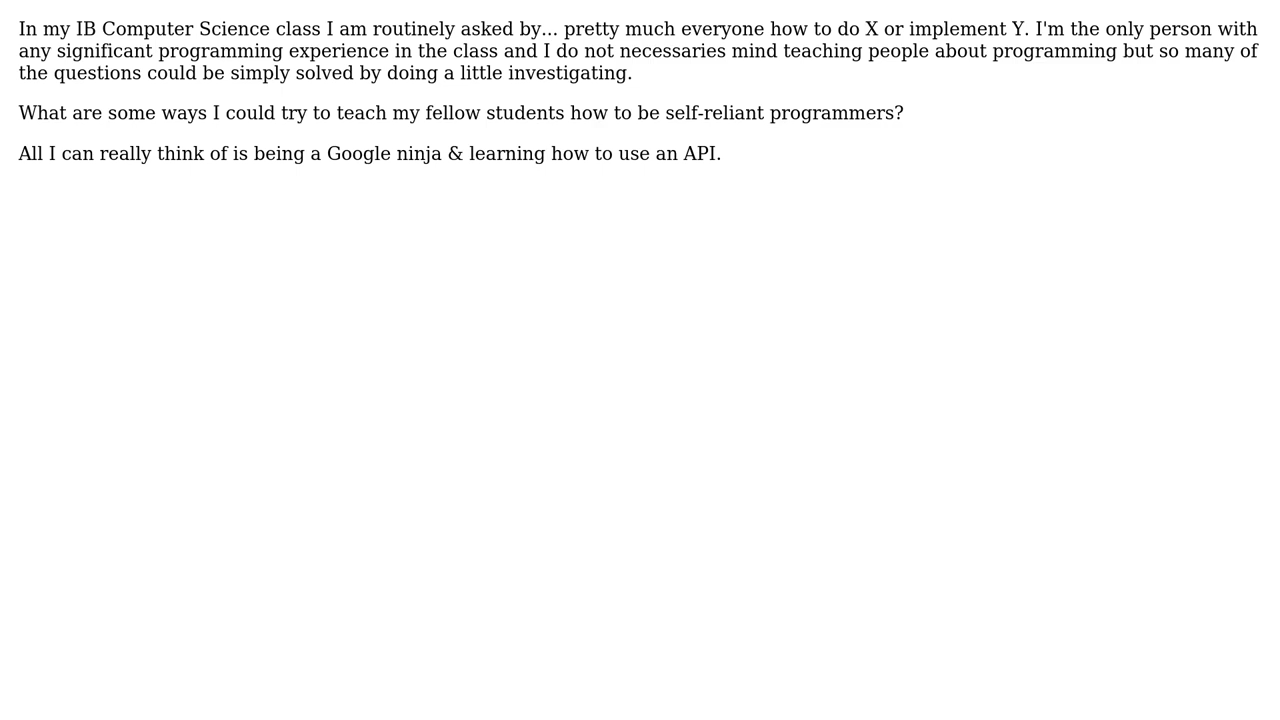 In my IB Computer Science class I am routinely asked by... pretty much everyone how to do X or implement Y. I'm the only person with
any significant programming experience in the class and I do not necessaries mind teaching people about programming but so many of
the questions could be simply solved by doing a little investigating.
What are some ways I could try to teach my fellow students how to be self-reliant programmers?
All I can really think of is being a Google ninja & learning how to use an API.